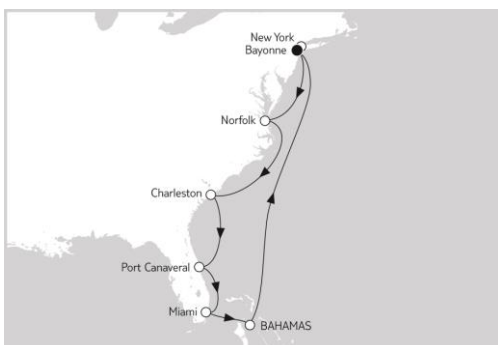 New York
Bayonne
Norfolk
Charleston
Port Canaveral
Miami
BAHAMAS